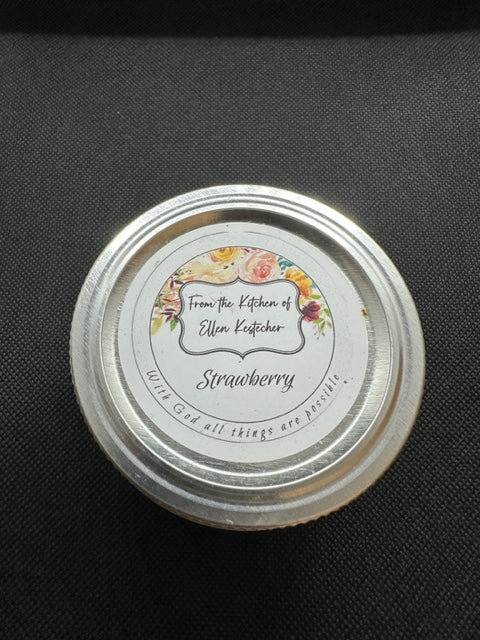 From the Kitchen of
Ellen Kestecher
Strawberry
With God all things are possible